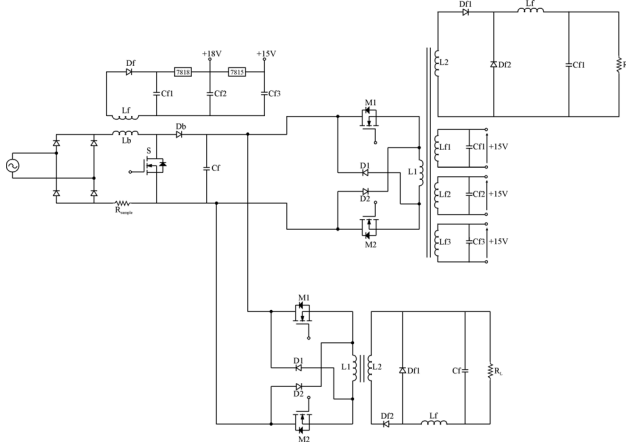 Df1
Lf
L2
Df2
Cf1
R
+18V
+15V
Df
7818
7815
Cf1
Cf2
Cf3
Lf
M1
Lb
Db
S
Cf
D1
D2
L1
M2
R
Lf1
Cf1
+15V
Lf2
Cf2
+15V
Lf3
Cf3
+15V
M1
D1
D2
L1
L2
Df1
Cf
RL
Df2
Lf
M2